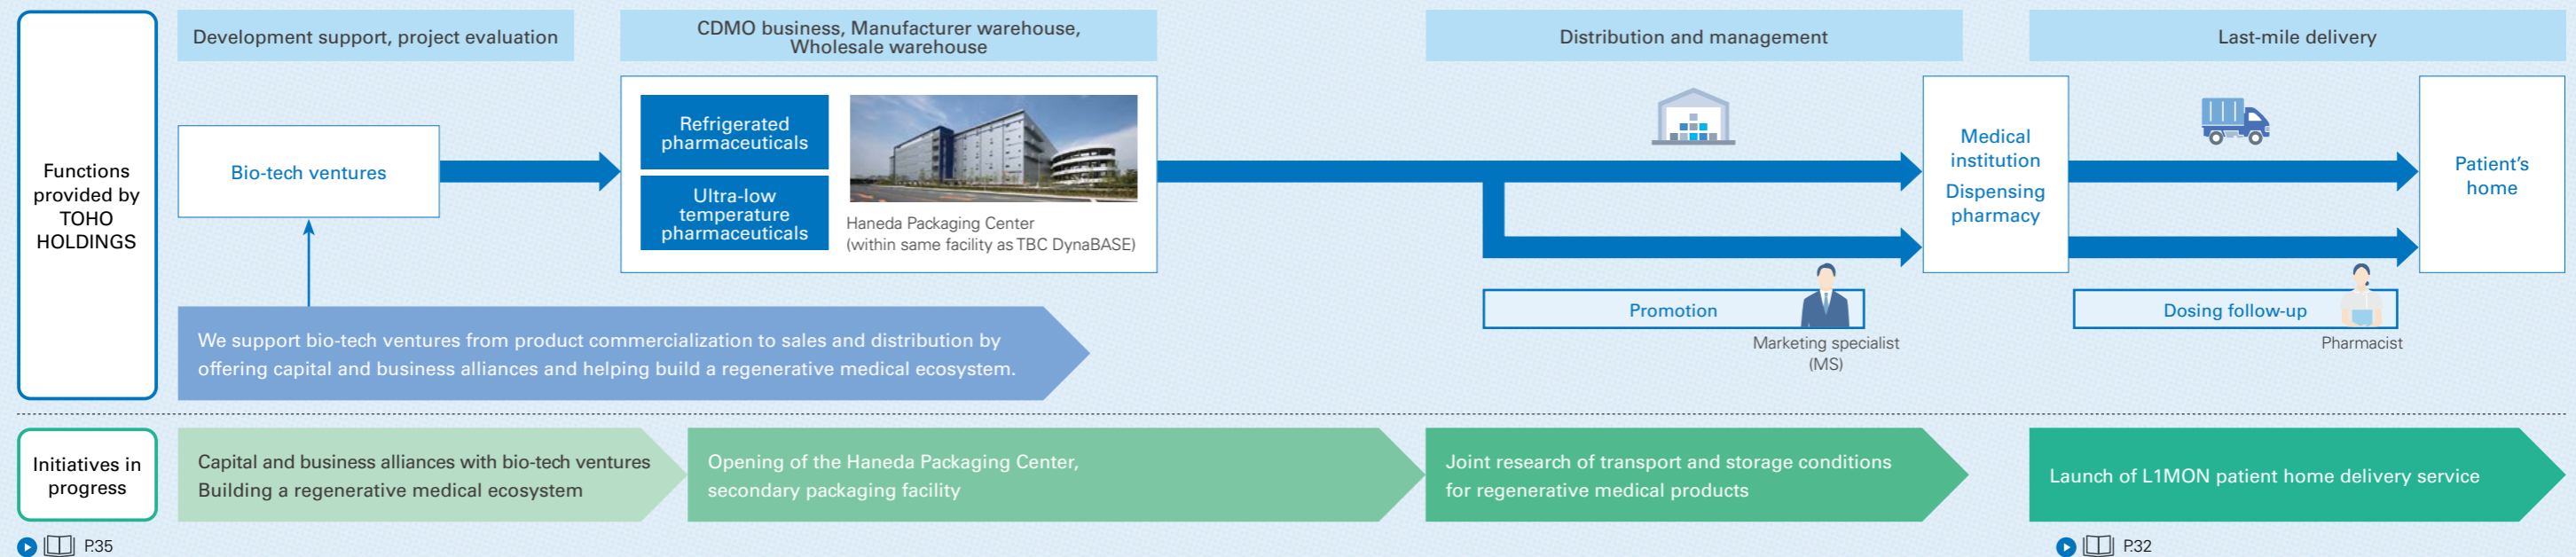 Functions
provided by
TOHO
HOLDINGS
Development support, project evaluation
CDMO business, Manufacturer warehouse,
Wholesale warehouse
Distribution and management
Last-mile delivery
Bio-tech ventures
Refrigerated
pharmaceuticals
Ultra-low
temperature
pharmaceuticals
Haneda Packaging Center
(within same facility as TBC DynaBASE)
Medical
institution
Dispensing
pharmacy
Patient's
home
Promotion
Marketing specialist
(MS)
Dosing follow-up
Pharmacist
We support bio-tech ventures from product commercialization to sales and distribution by
offering capital and business alliances and helping build a regenerative medical ecosystem.
Initiatives in
progress
Capital and business alliances with bio-tech ventures
Building a regenerative medical ecosystem
Opening of the Haneda Packaging Center,
secondary packaging facility
Joint research of transport and storage conditions
for regenerative medical products
Launch of L1MON patient home delivery service
P.35
P.32